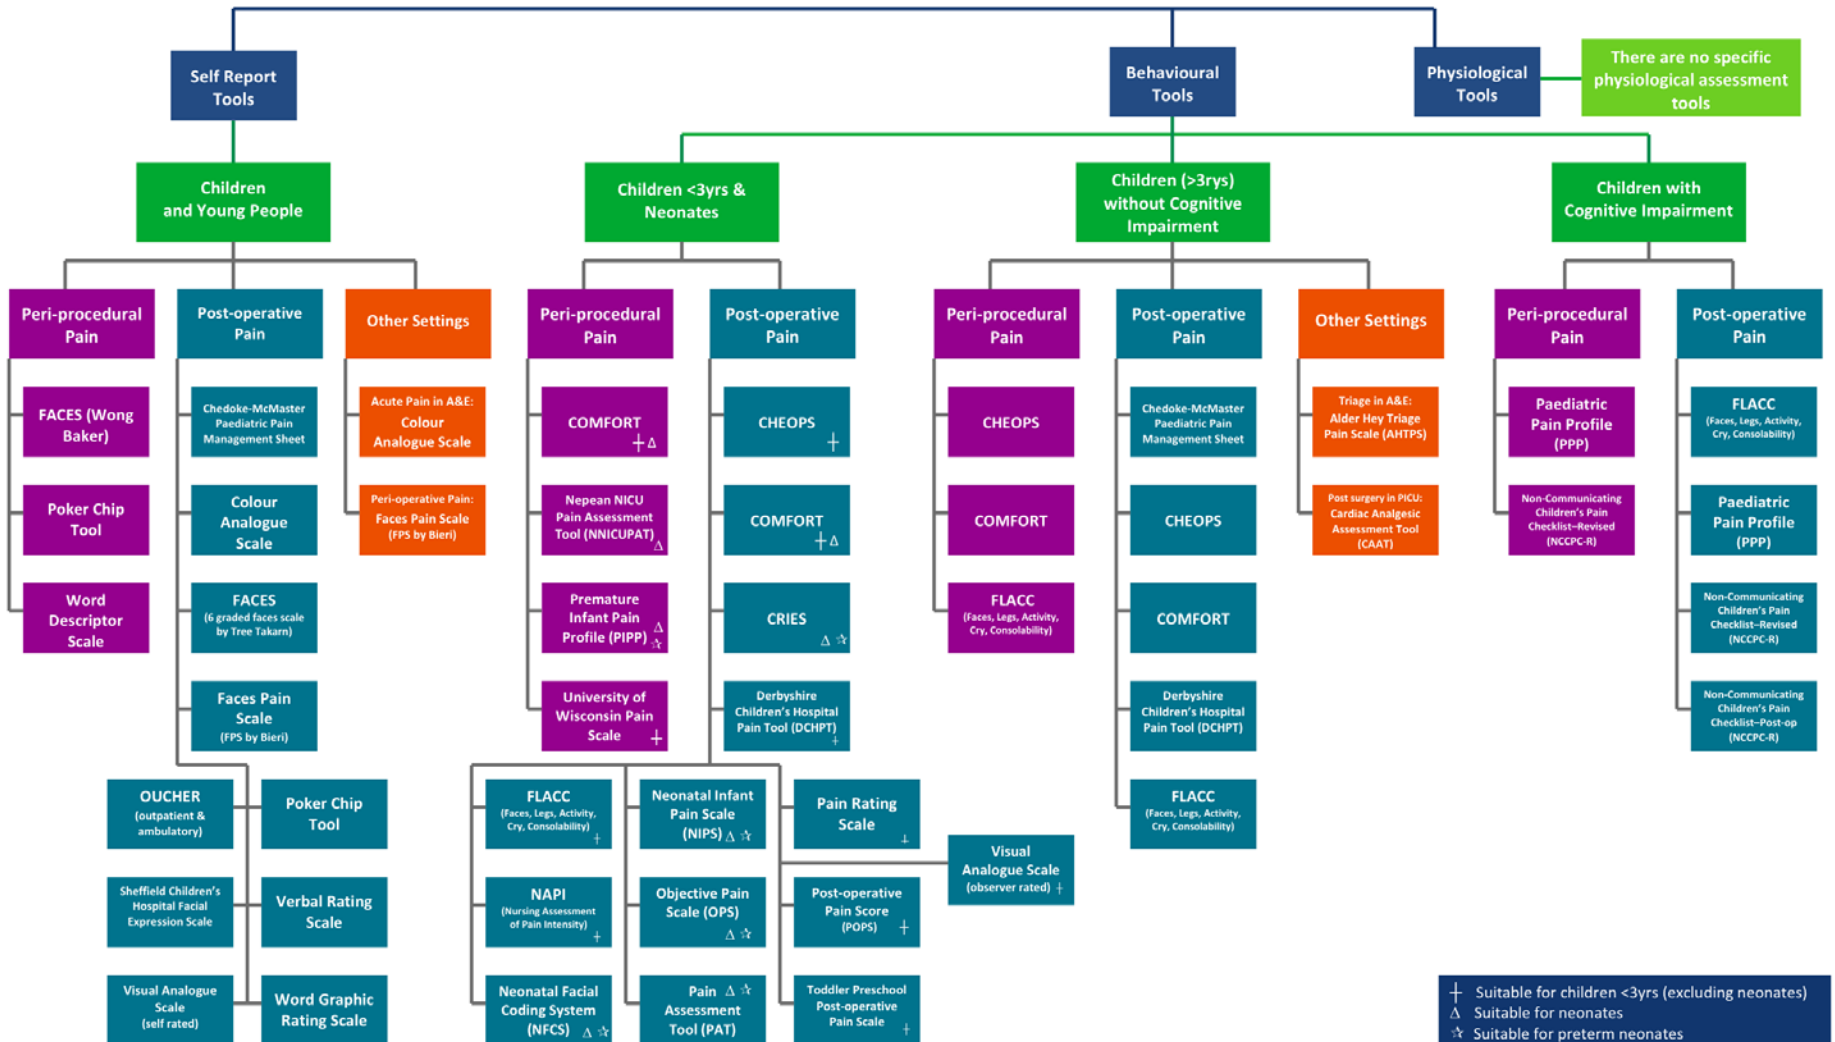 Self Report
Tools
Behavioural
Tools
Physiological
Tools
There are no specific
physiological assessment
tools
Children
and Young People
Children <3yrs &
Neonates
Children (>3rys)
without Cognitive
Impairment
Children with
Cognitive Impairment
Peri-procedural
Pain
Post-operative
Pain
Other Settings
Peri-procedural
Pain
Post-operative
Pain
Peri-procedural
Pain
Post-operative
Pain
Other Settings
Peri-procedural
Pain
Post-operative
Pain
FACES (Wong
Baker)
Poker Chip
Tool
Word
Descriptor
Scale
Chedoke-McMaster
Paediatric Pain
Management Sheet
Colour
Analogue
Scale
FACES
(6 graded faces scale
by Tree Takarn)
Faces Pain
Scale
(FPS by Bieri)
OUCHER
(outpatient &
ambulatory)
Poker Chip
Tool
Sheffield Children's
Hospital Facial
Expression Scale
Verbal Rating
Scale
Visual Analogue
Scale
(self rated)
Word Graphic
Rating Scale
Acute Pain in A&E:
Colour
Analogue Scale
Peri-operative Pain:
Faces Pain Scale
(FPS by Bieri)
COMFORT
┼ Δ
Nepean NICU
Pain Assessment
Tool (NNICUPAT)
Δ
Premature
Infant Pain
Profile (PIPP) Δ
☆
University of
Wisconsin Pain
Scale ┼
CHEOPS
┼
COMFORT
┼ Δ
CRIES
Δ ☆
Derbyshire
Children's Hospital
Pain Tool (DCHPT)
┼
FLACC
(Faces, Legs, Activity,
Cry, Consolability)
┼
NAPI
(Nursing Assessment
of Pain Intensity)
┼
Neonatal Facial
Coding System
(NFCS) Δ ☆
Neonatal Infant
Pain Scale
(NIPS) Δ ☆
Objective Pain
Scale (OPS)
Δ ☆
Pain Δ ☆
Assessment
Tool (PAT)
Pain Rating
Scale
┼
Post-operative
Pain Score
(POPS) ┼
Toddler Preschool
Post-operative
Pain Scale ┼
Visual
Analogue Scale
(observer rated) ┼
CHEOPS
COMFORT
FLACC
(Faces, Legs, Activity,
Cry, Consolability)
Chedoke-McMaster
Paediatric Pain
Management Sheet
CHEOPS
COMFORT
Derbyshire
Children's Hospital
Pain Tool (DCHPT)
FLACC
(Faces, Legs, Activity,
Cry, Consolability)
Triage in A&E:
Alder Hey Triage
Pain Scale (AHTPS)
Post surgery in PICU:
Cardiac Analgesic
Assessment Tool
(CAAT)
Paediatric
Pain Profile
(PPP)
Non-Communicating
Children's Pain
Checklist–Revised
(NCCPC-R)
FLACC
(Faces, Legs, Activity,
Cry, Consolability)
Paediatric
Pain Profile
(PPP)
Non-Communicating
Children's Pain
Checklist–Revised
(NCCPC-R)
Non-Communicating
Children's Pain
Checklist–Post-op
(NCCPC-R)
┼ Suitable for children <3yrs (excluding neonates)
Δ Suitable for neonates
☆ Suitable for preterm neonates